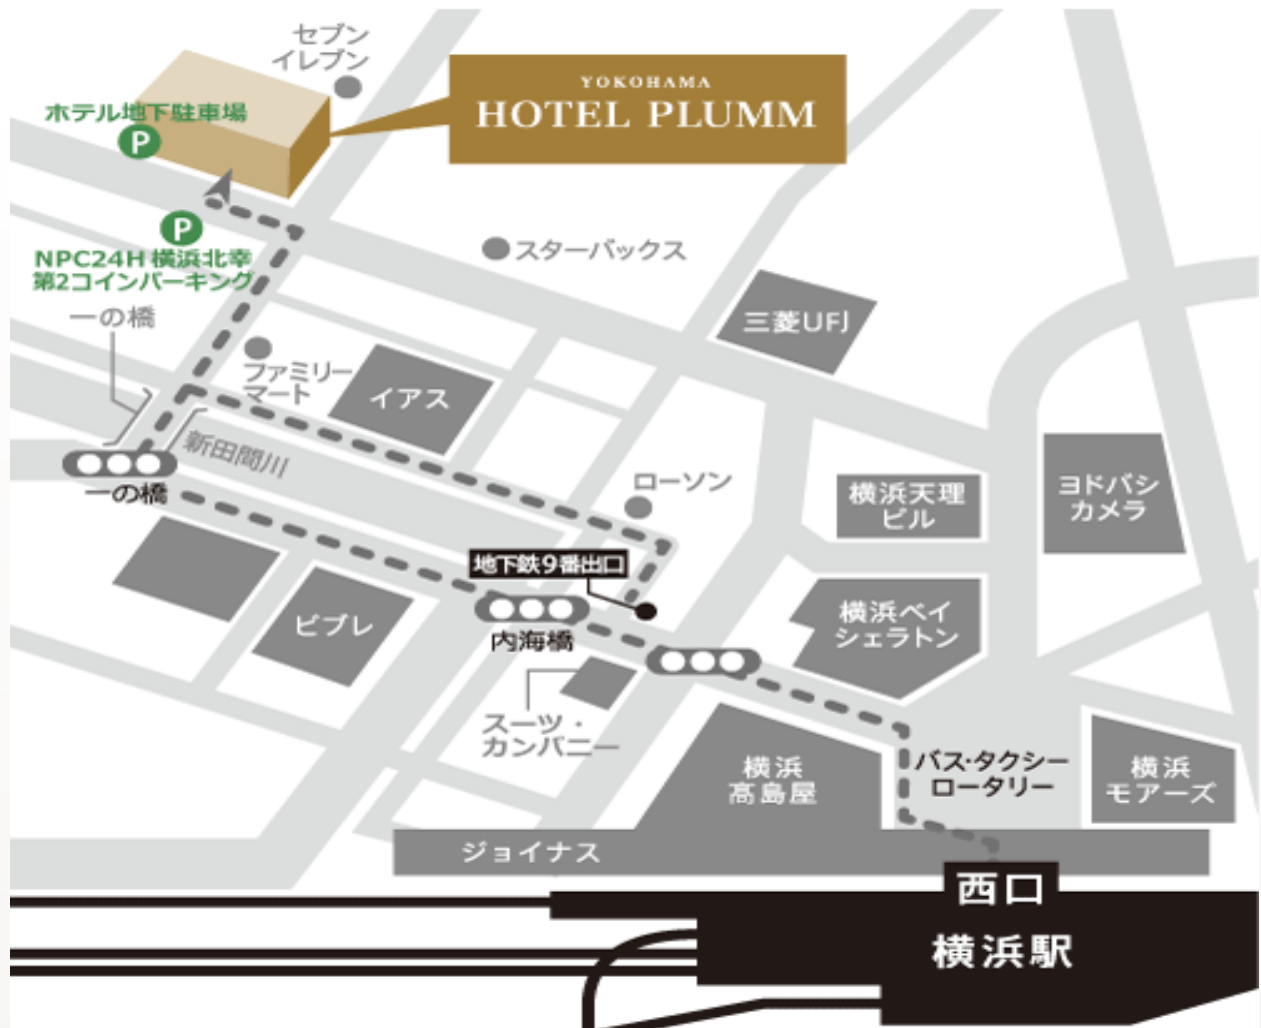 セブン
イレブン
YOKOHAMA
HOTEL PLUMM
ホテル地下駐車場
P
P
NPC24H 横浜北幸
第2コインパーキング
一の橋
スターバックス
三菱UFJ
ファミリー
マート
イアス
新田間川
一の橋
ローソン
横浜天理
ビル
ヨドバシ
カメラ
地下鉄9番出口
ビブレ
内海橋
横浜ベイ
シェラトン
スーツ・
カンパニー
横浜
髙島屋
バス・タクシー
ロータリー
横浜
モアーズ
ジョイナス
西口
横浜駅